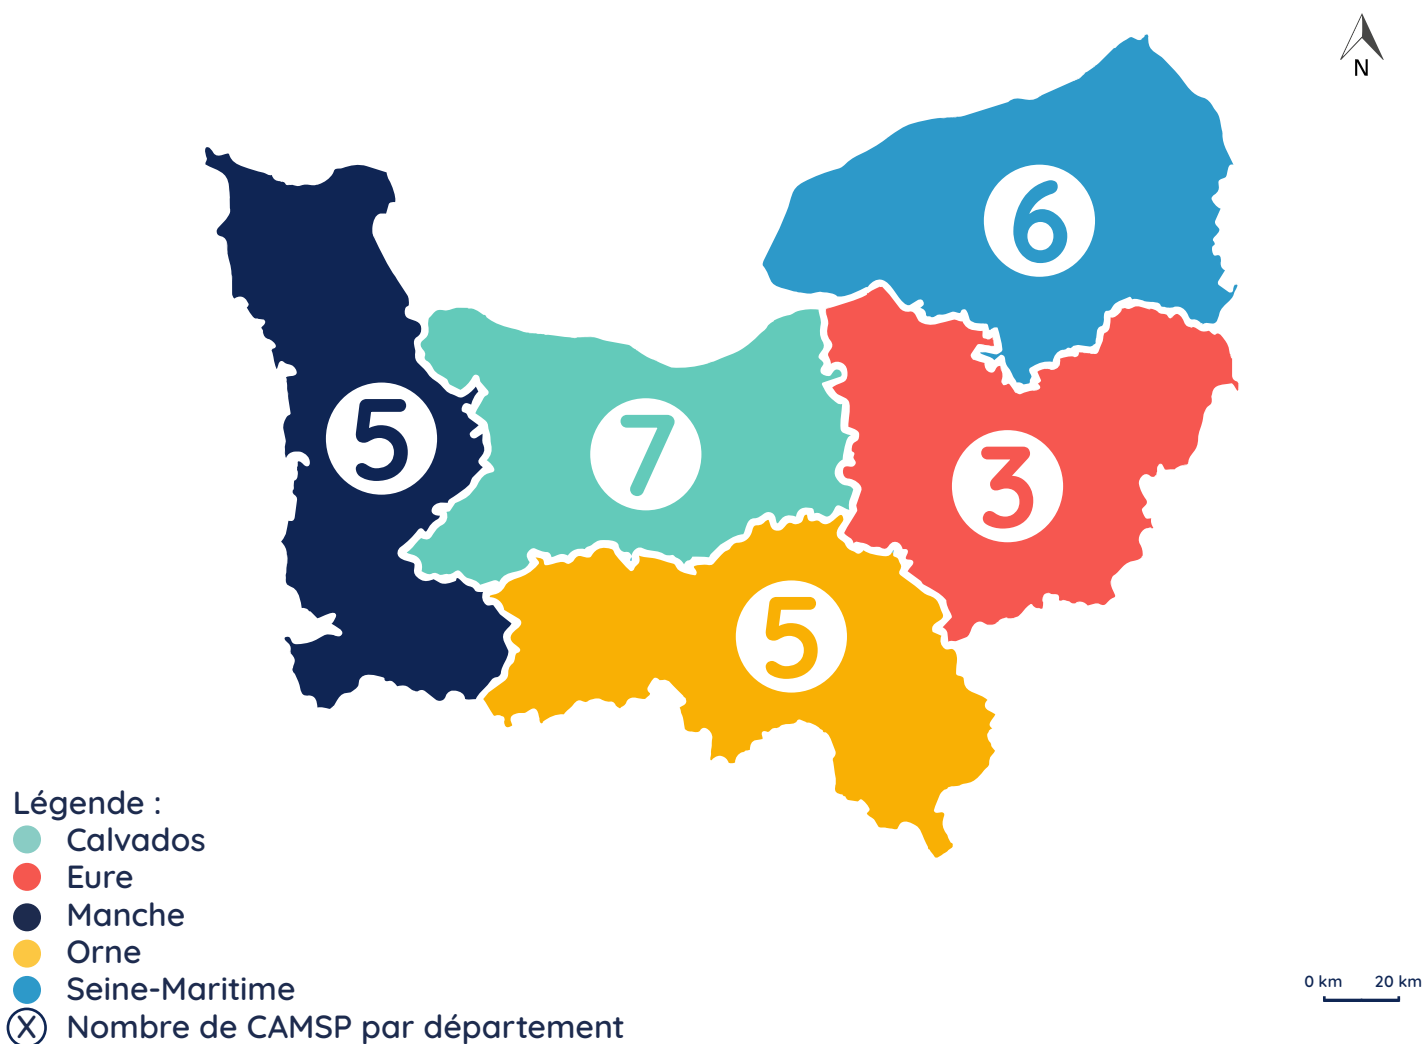 N
6
5
7
3
5
Légende :
Calvados
Eure
Manche
Orne
Seine-Maritime
X Nombre de CAMSP par département
0 km 20 km